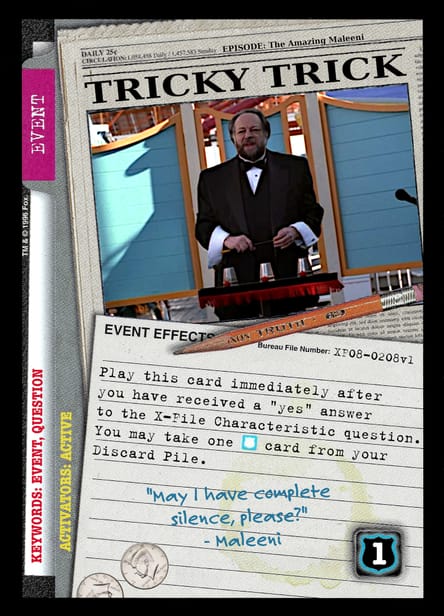 DAILY 25¢
EPISODE: The Amazing Maleeni
TRICKY TRICK
EVENT
TM & © 1996 Fox.
EVENT EFFECTS
Bureau File Number: XF08-0208v1
Play this card immediately after
you have received a "yes" answer
to the X-File Characteristic question.
You may take one card from your
Discard Pile.
"May I have complete
silence, please?"
- Maleeni
1
KEYWORDS: EVENT, QUESTION
ACTIVATORS: ACTIVE